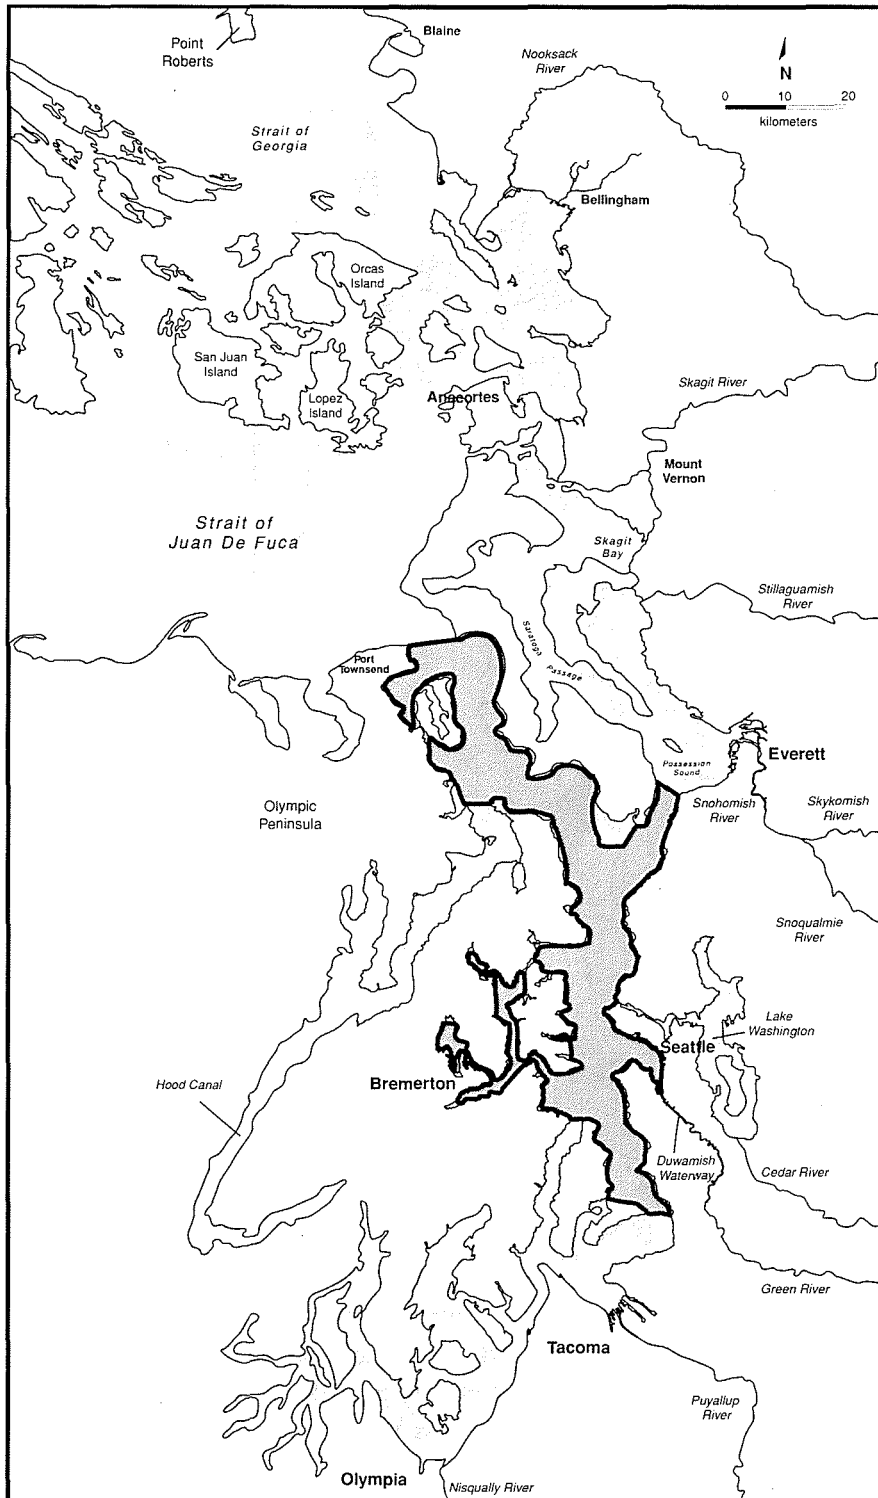 Point
Roberts
Blaine
Nooksack
River
N
0 10 20
kilometers
Strait of
Georgia
Bellingham
Orcas
Island
San Juan
Island
Lopez
Island
Anacortes
Skagit River
Mount
Vernon
Strait of
Juan De Fuca
Skagit
Bay
Stillaguamish
River
Saratoga
Passage
Port
Townsend
Possession
Sound
Everett
Olympic
Peninsula
Snohomish
River
Skykomish
River
Snoqualmie
River
Lake
Washington
Seattle
Bremerton
Hood Canal
Duwamish
Waterway
Cedar River
Green River
Tacoma
Puyallup
River
Olympia
Nisqually River